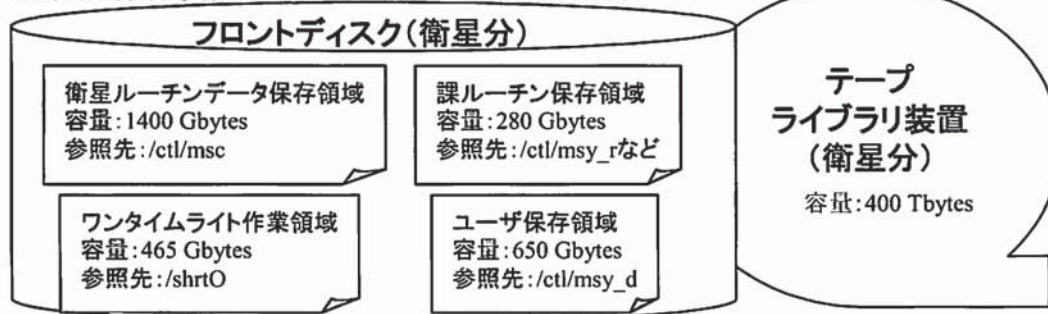 フロントディスク(衛星分)
衛星ルーチンデータ保存領域
容量:1400 Gbytes
参照先:/ctl/msc
課ルーチン保存領域
容量:280 Gbytes
参照先:/ctl/msy_rなど
ワンタイムライト作業領域
容量:465 Gbytes
参照先:/shrtO
ユーザ保存領域
容量:650 Gbytes
参照先:/ctl/msy_d
テープ
ライブラリ装置
(衛星分)
容量:400 Tbytes